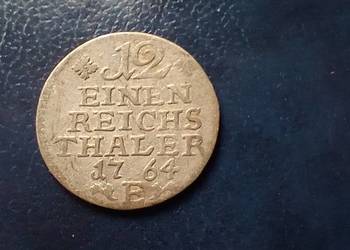 12
EINEN
REICHS
THALER
1764
E